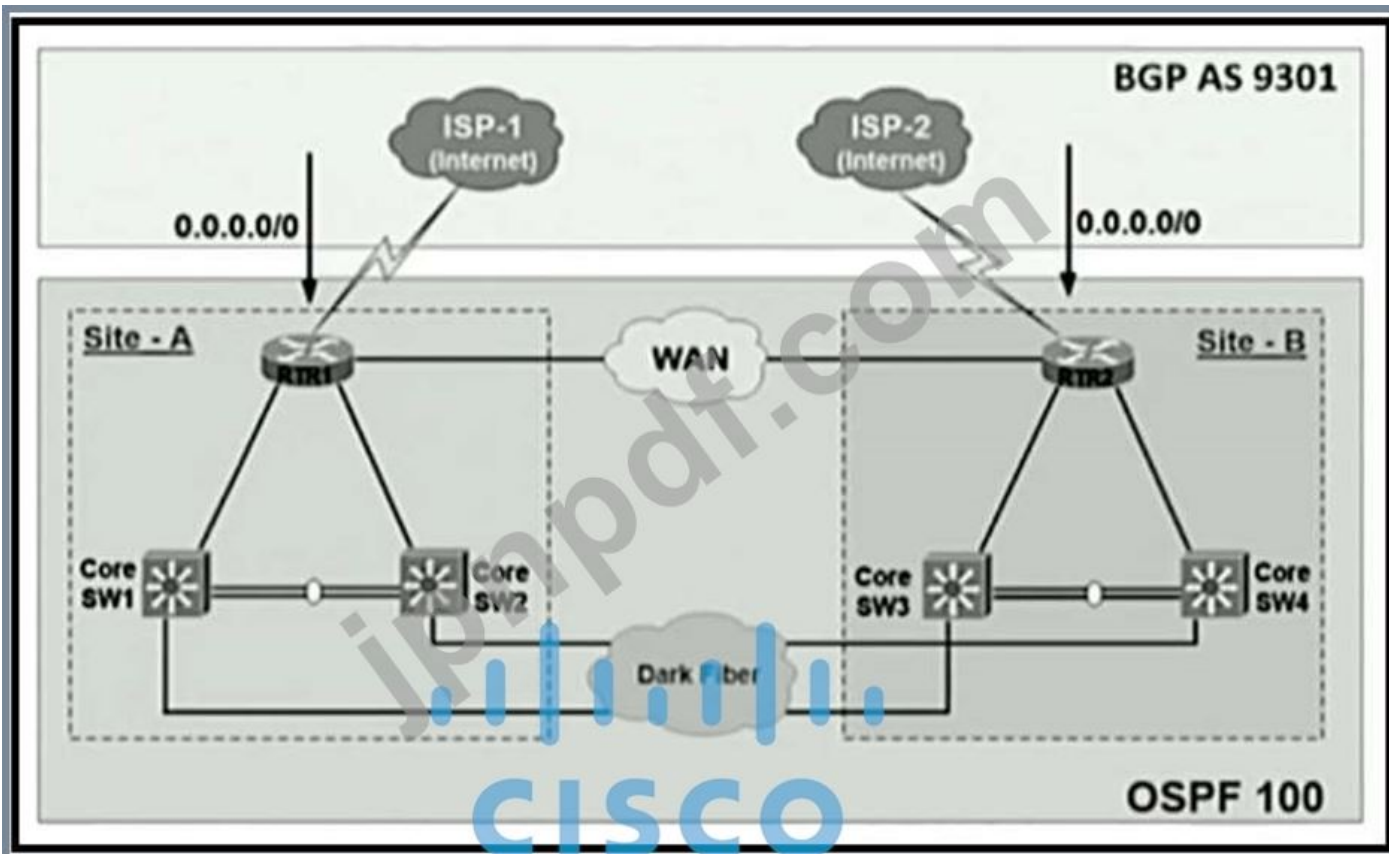 BGP AS 9301
ISP-1
(Internet)
ISP-2
(Internet)
0.0.0.0/0
0.0.0.0/0
Site - A
RTR1
WAN
RTR2
Site - B
Core
SW1
Core
SW2
Core
SW3
Core
SW4
Dark Fiber
OSPF 100
jpnpdf.com
CISCO